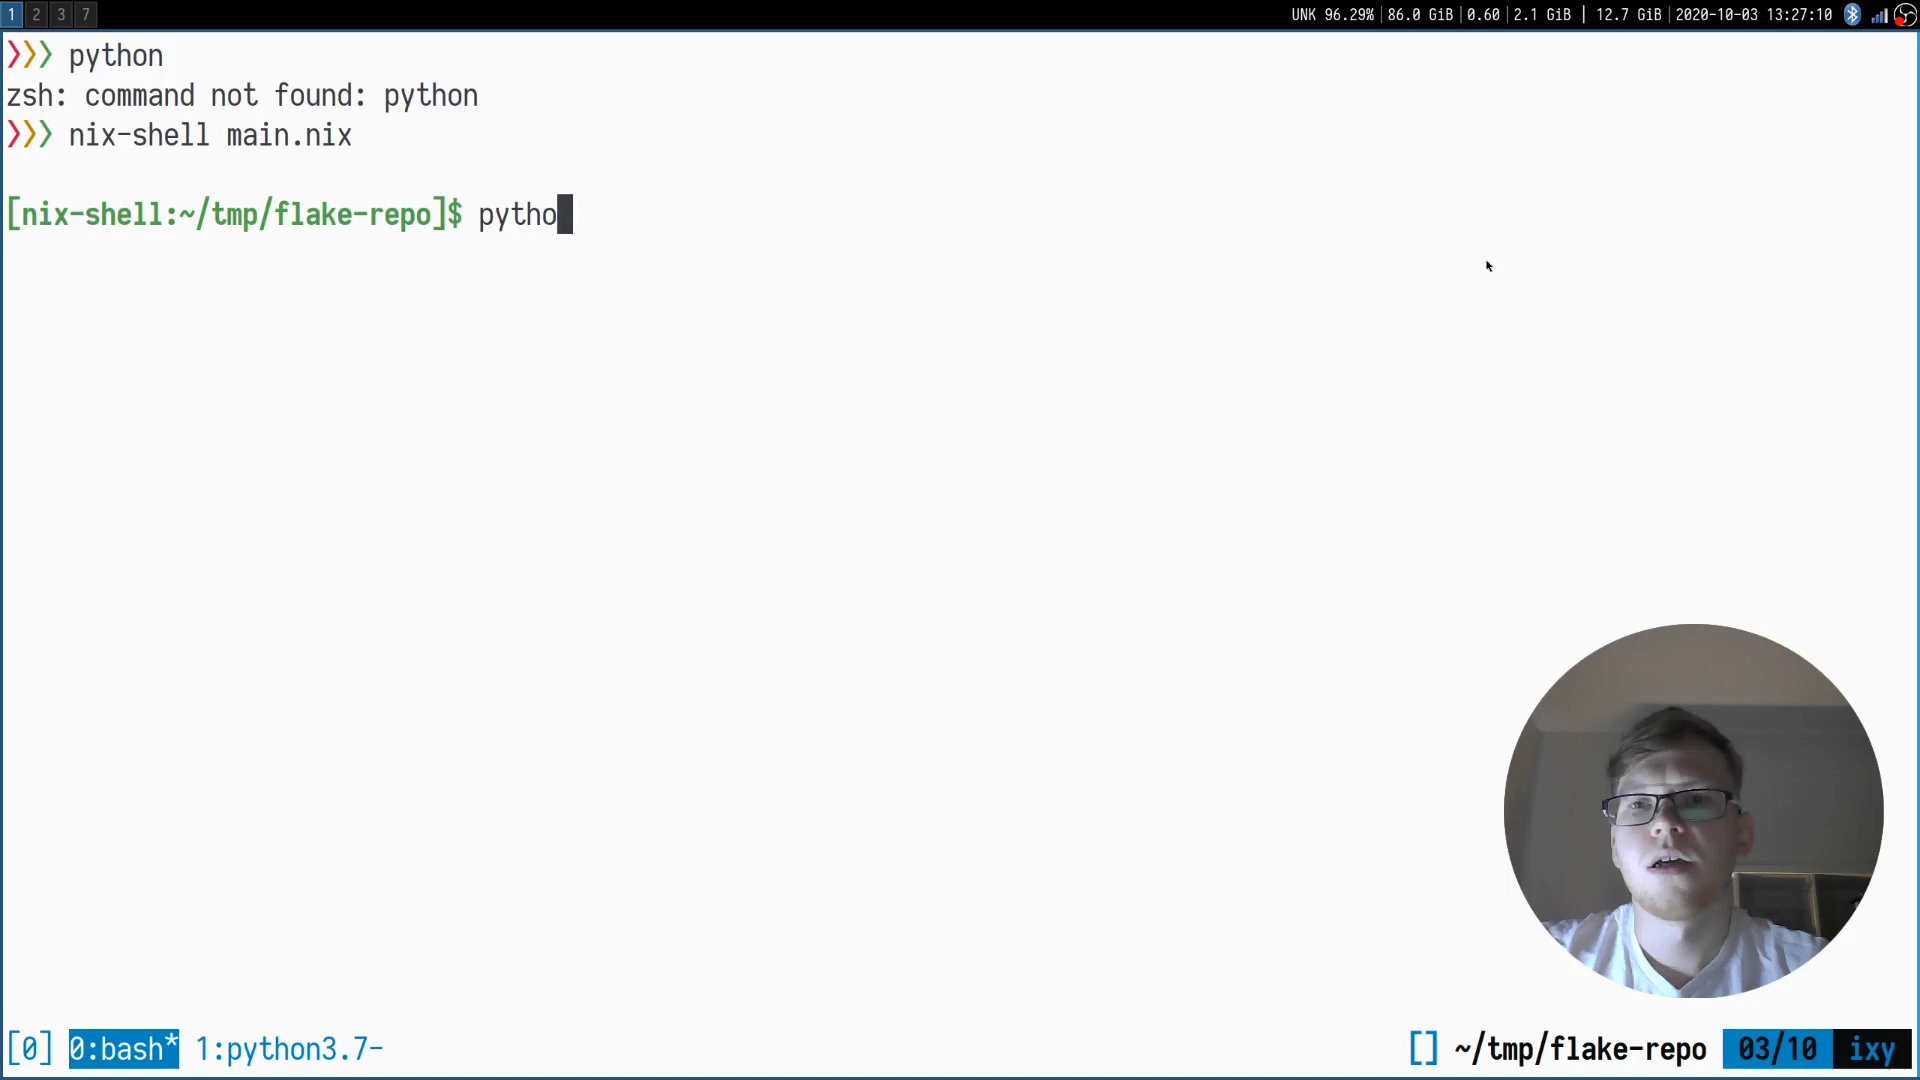 1 2 3 7 UNK 96.29% | 86.0 GiB | 0.60 | 2.1 GiB | 12.7 GiB | 2020-10-03 13:27:10
❯❯❯ python
zsh: command not found: python
❯❯❯ nix-shell main.nix
[nix-shell:~/tmp/flake-repo]$ pytho
[0] 0:bash* 1:python3.7- [] ~/tmp/flake-repo 03/10 ixy